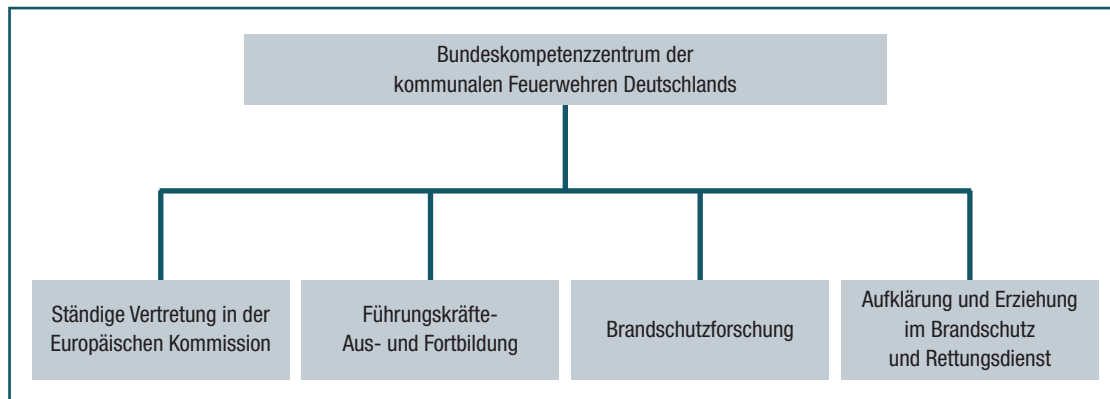 Bundeskompetenzzentrum der
kommunalen Feuerwehren Deutschlands
Ständige Vertretung in der
Europäischen Kommission
Führungskräfte-
Aus- und Fortbildung
Brandschutzforschung
Aufklärung und Erziehung
im Brandschutz
und Rettungsdienst